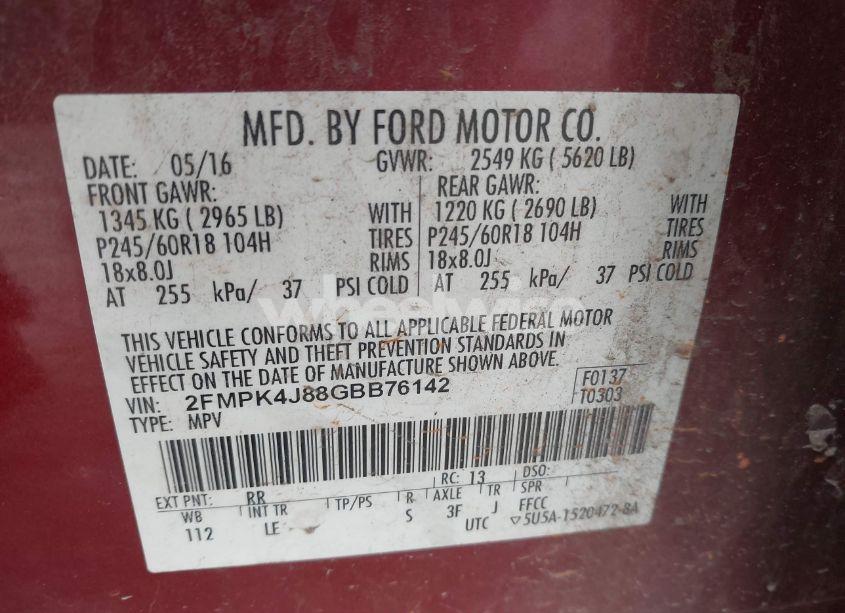 MFD. BY FORD MOTOR CO.
DATE: 05/16 GVWR: 2549 KG ( 5620 LB)
FRONT GAWR: REAR GAWR:
1345 KG ( 2965 LB) WITH 1220 KG ( 2690 LB) WITH
P245/60R18 104H TIRES P245/60R18 104H TIRES
18x8.0J RIMS 18x8.0J RIMS
AT 255 kPa/ 37 PSI COLD AT 255 kPa/ 37 PSI COLD
THIS VEHICLE CONFORMS TO ALL APPLICABLE FEDERAL MOTOR
VEHICLE SAFETY AND THEFT PREVENTION STANDARDS IN
EFFECT ON THE DATE OF MANUFACTURE SHOWN ABOVE.
VIN: 2FMPK4J88GBB76142 F0137
TYPE: MPV T0303
EXT PNT: RR RC: 13 DSO:
WB INT TR TP/PS R AXLE TR SPR
112 LE S 3F J FFCC
UTC ▽5U5A-1520472-BA